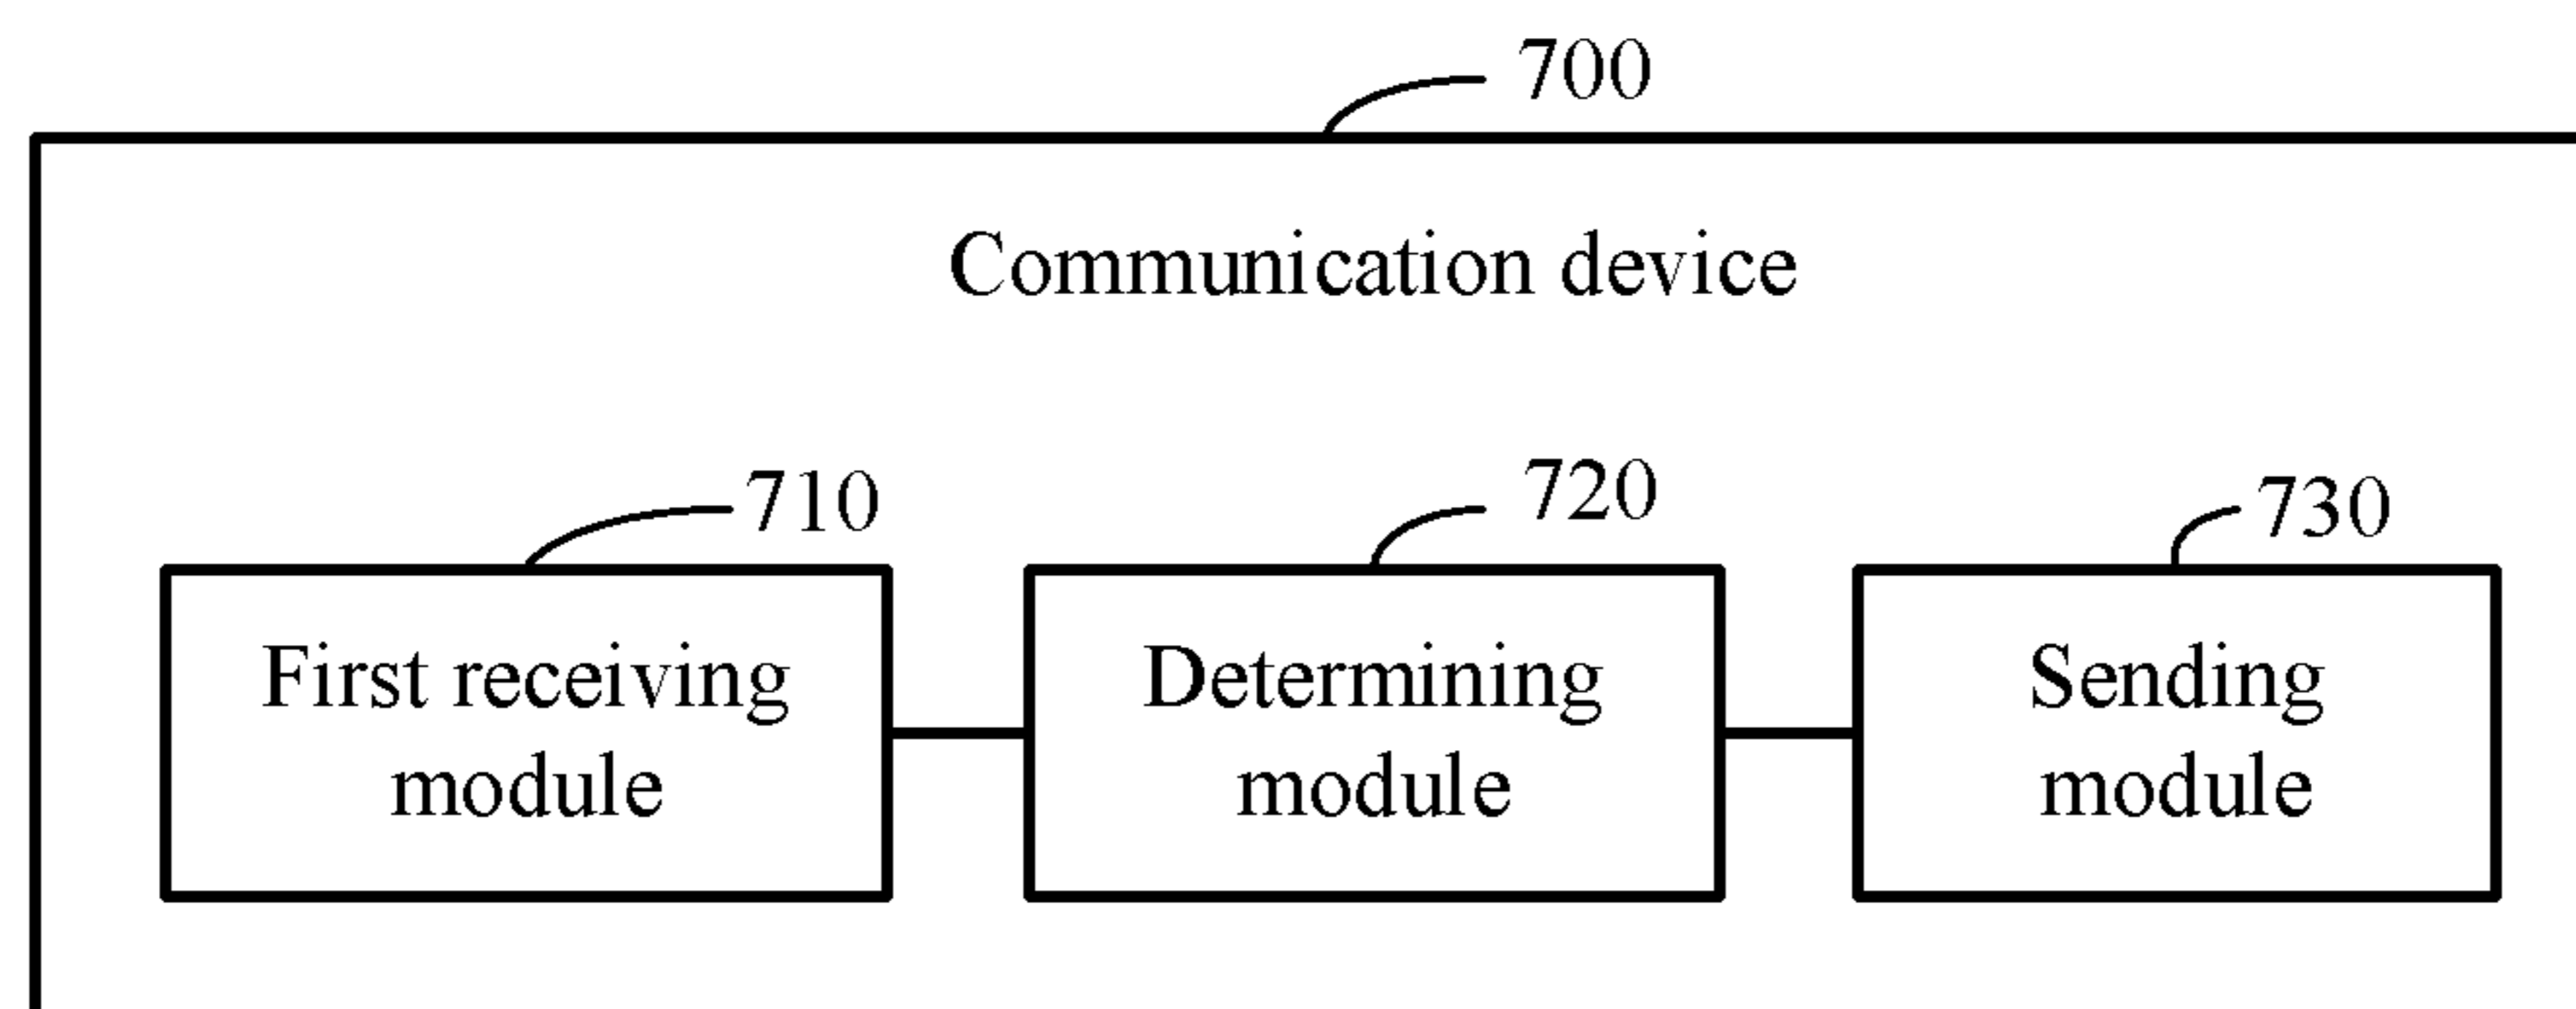 700
Communication device
710
720
730
First receiving
module
Determining
module
Sending
module